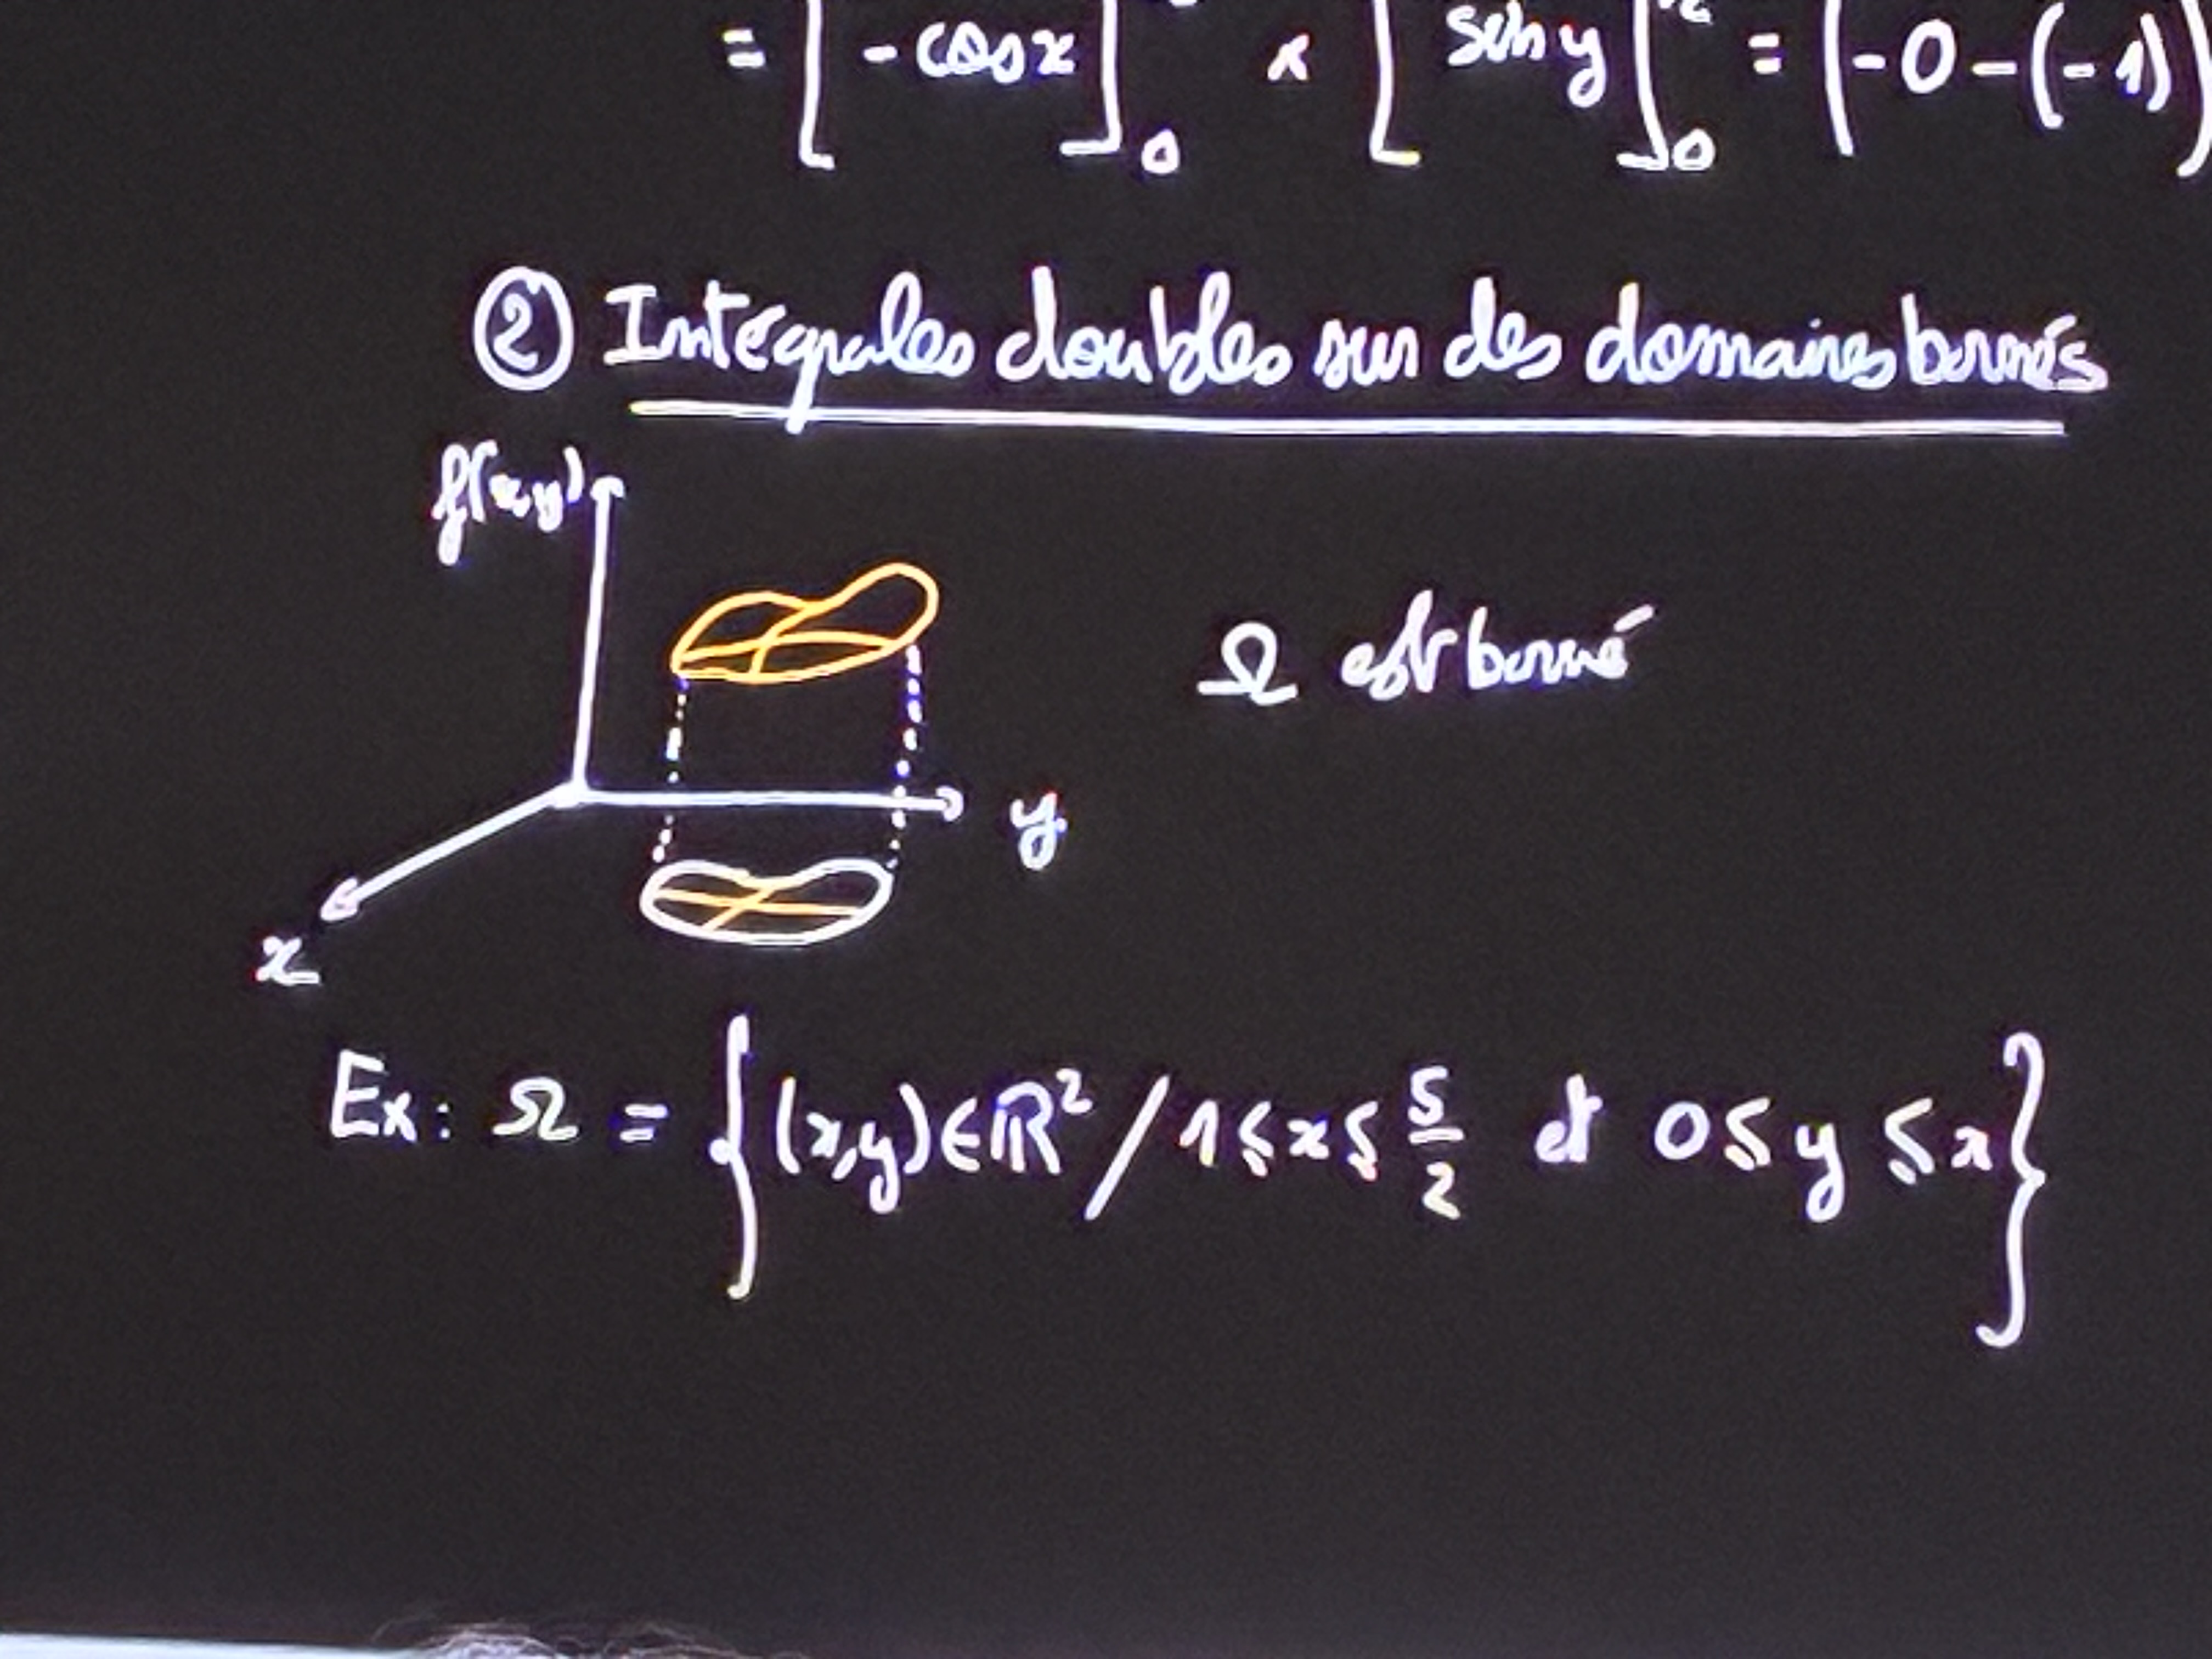 = [-cos x]₀ × [sin y]₀ = (-0-(-1))
② Intégrales doubles sur des domaines bornés
f(x,y)
Ω est borné
y
x
Ex: Ω = {(x,y)∈ℝ² / 1≤x≤5/2 et 0≤y≤x}